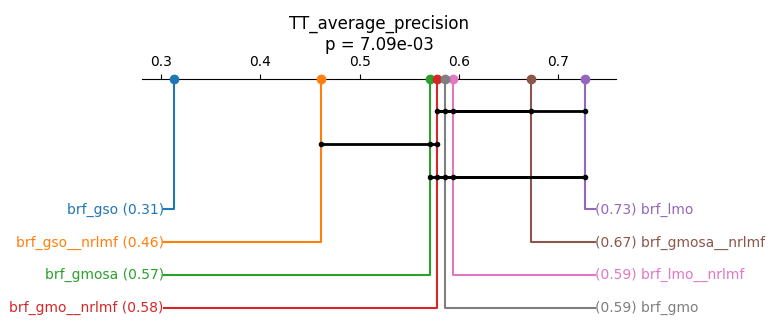 TT_average_precision
p = 7.09e-03
0.3 0.4 0.5 0.6 0.7
brf_gso (0.31) (0.73) brf_lmo
brf_gso__nrlmf (0.46) (0.67) brf_gmosa__nrlmf
brf_gmosa (0.57) (0.59) brf_lmo__nrlmf
brf_gmo__nrlmf (0.58) (0.59) brf_gmo